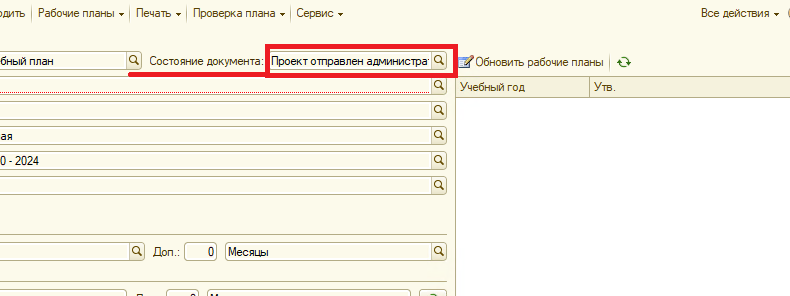 одить Рабочие планы Печать Проверка плана Сервис Все действия
бный план Состояние документа: Проект отправлен администрат Обновить рабочие планы
Учебный год Утв.
ая
0 - 2024
Доп.: 0 Месяцы